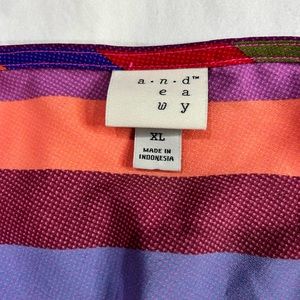 a · n · d™
e a
w y
XL
MADE IN
INDONESIA